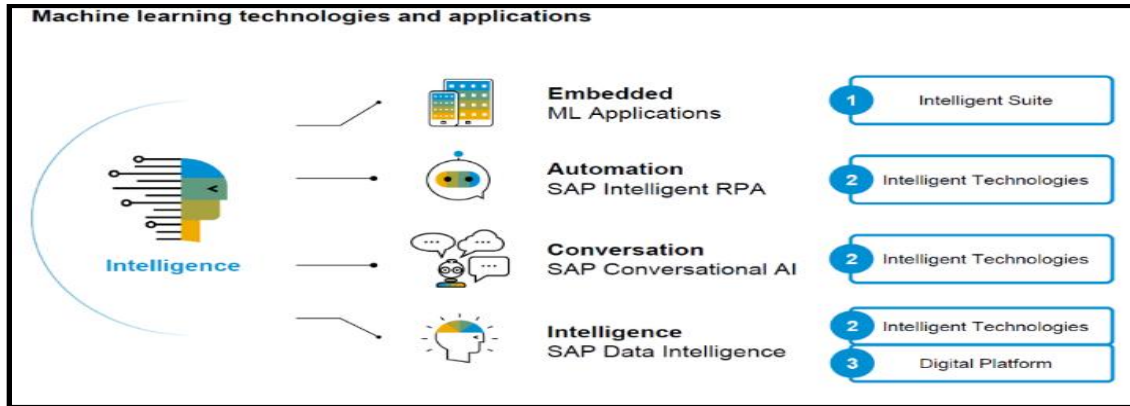 Machine learning technologies and applications
Embedded
ML Applications
1 Intelligent Suite
Automation
SAP Intelligent RPA
2 Intelligent Technologies
Conversation
SAP Conversational AI
2 Intelligent Technologies
Intelligence
Intelligence
SAP Data Intelligence
2 Intelligent Technologies
3 Digital Platform